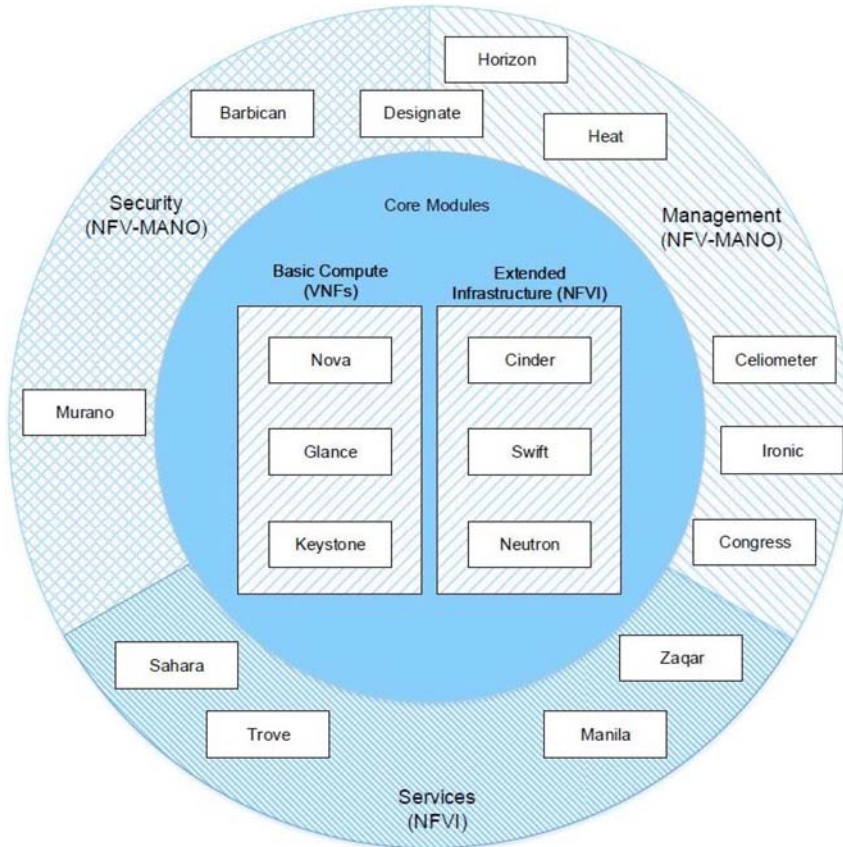 Horizon
Barbican
Designate
Heat
Security
(NFV-MANO)
Core Modules
Management
(NFV-MANO)
Basic Compute
(VNFs)
Extended
Infrastructure (NFVI)
Nova
Cinder
Celiometer
Murano
Glance
Swift
Ironic
Keystone
Neutron
Congress
Sahara
Zaqar
Trove
Manila
Services
(NFVI)